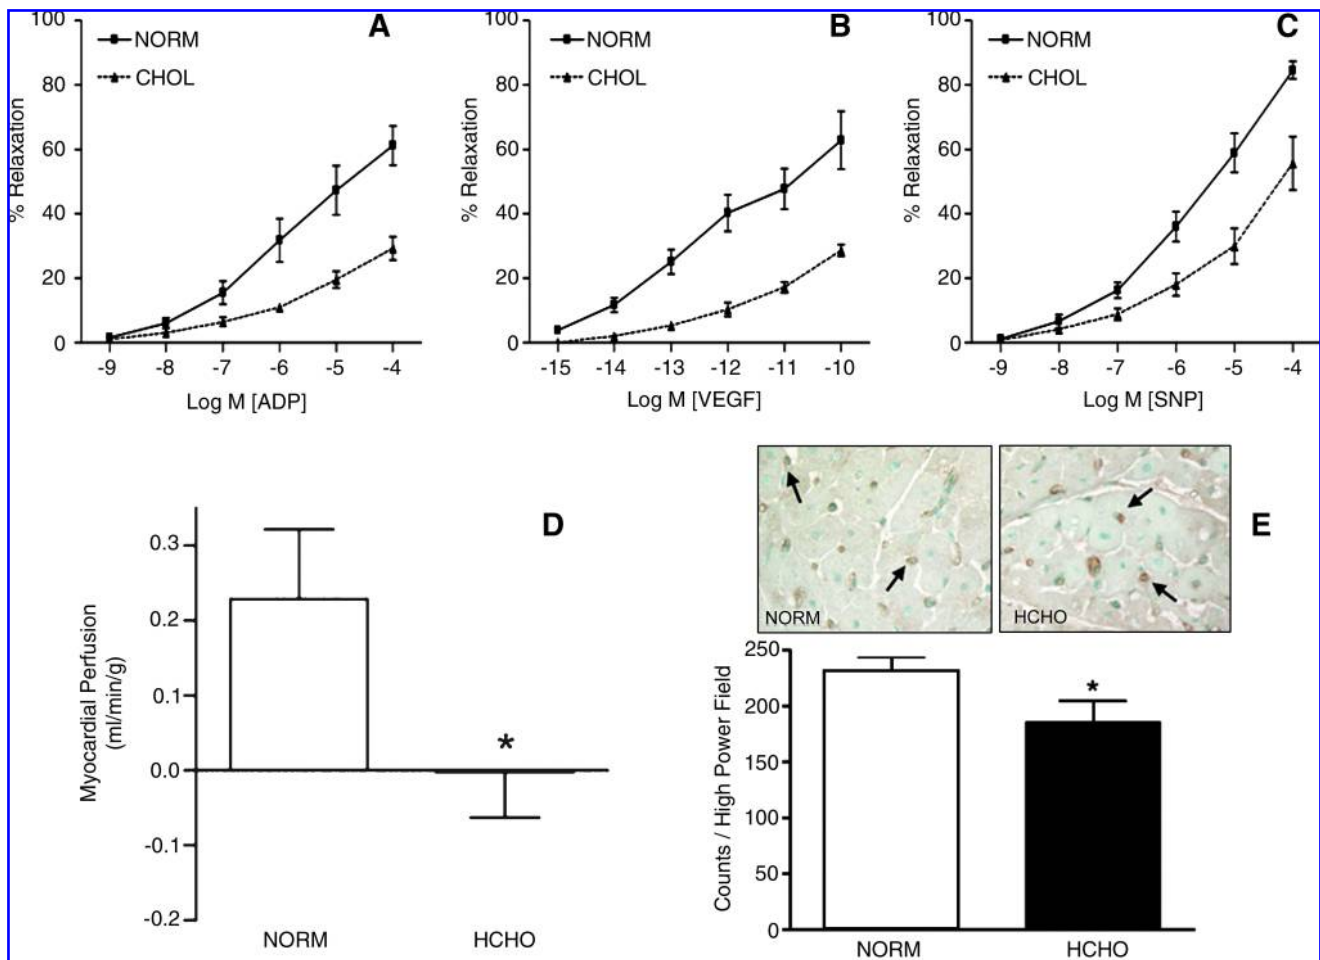 A
100
80
60
40
20
0
% Relaxation
NORM
CHOL
-9 -8 -7 -6 -5 -4
Log M [ADP]
B
100
80
60
40
20
0
% Relaxation
NORM
CHOL
-15 -14 -13 -12 -11 -10
Log M [VEGF]
C
100
80
60
40
20
0
% Relaxation
NORM
CHOL
-9 -8 -7 -6 -5 -4
Log M [SNP]
D
0.3
0.2
0.1
0.0
-0.1
-0.2
Myocardial Perfusion
(ml/min/g)
*
NORM HCHO
E
NORM
HCHO
250
200
150
100
50
0
Counts / High Power Field
*
NORM HCHO